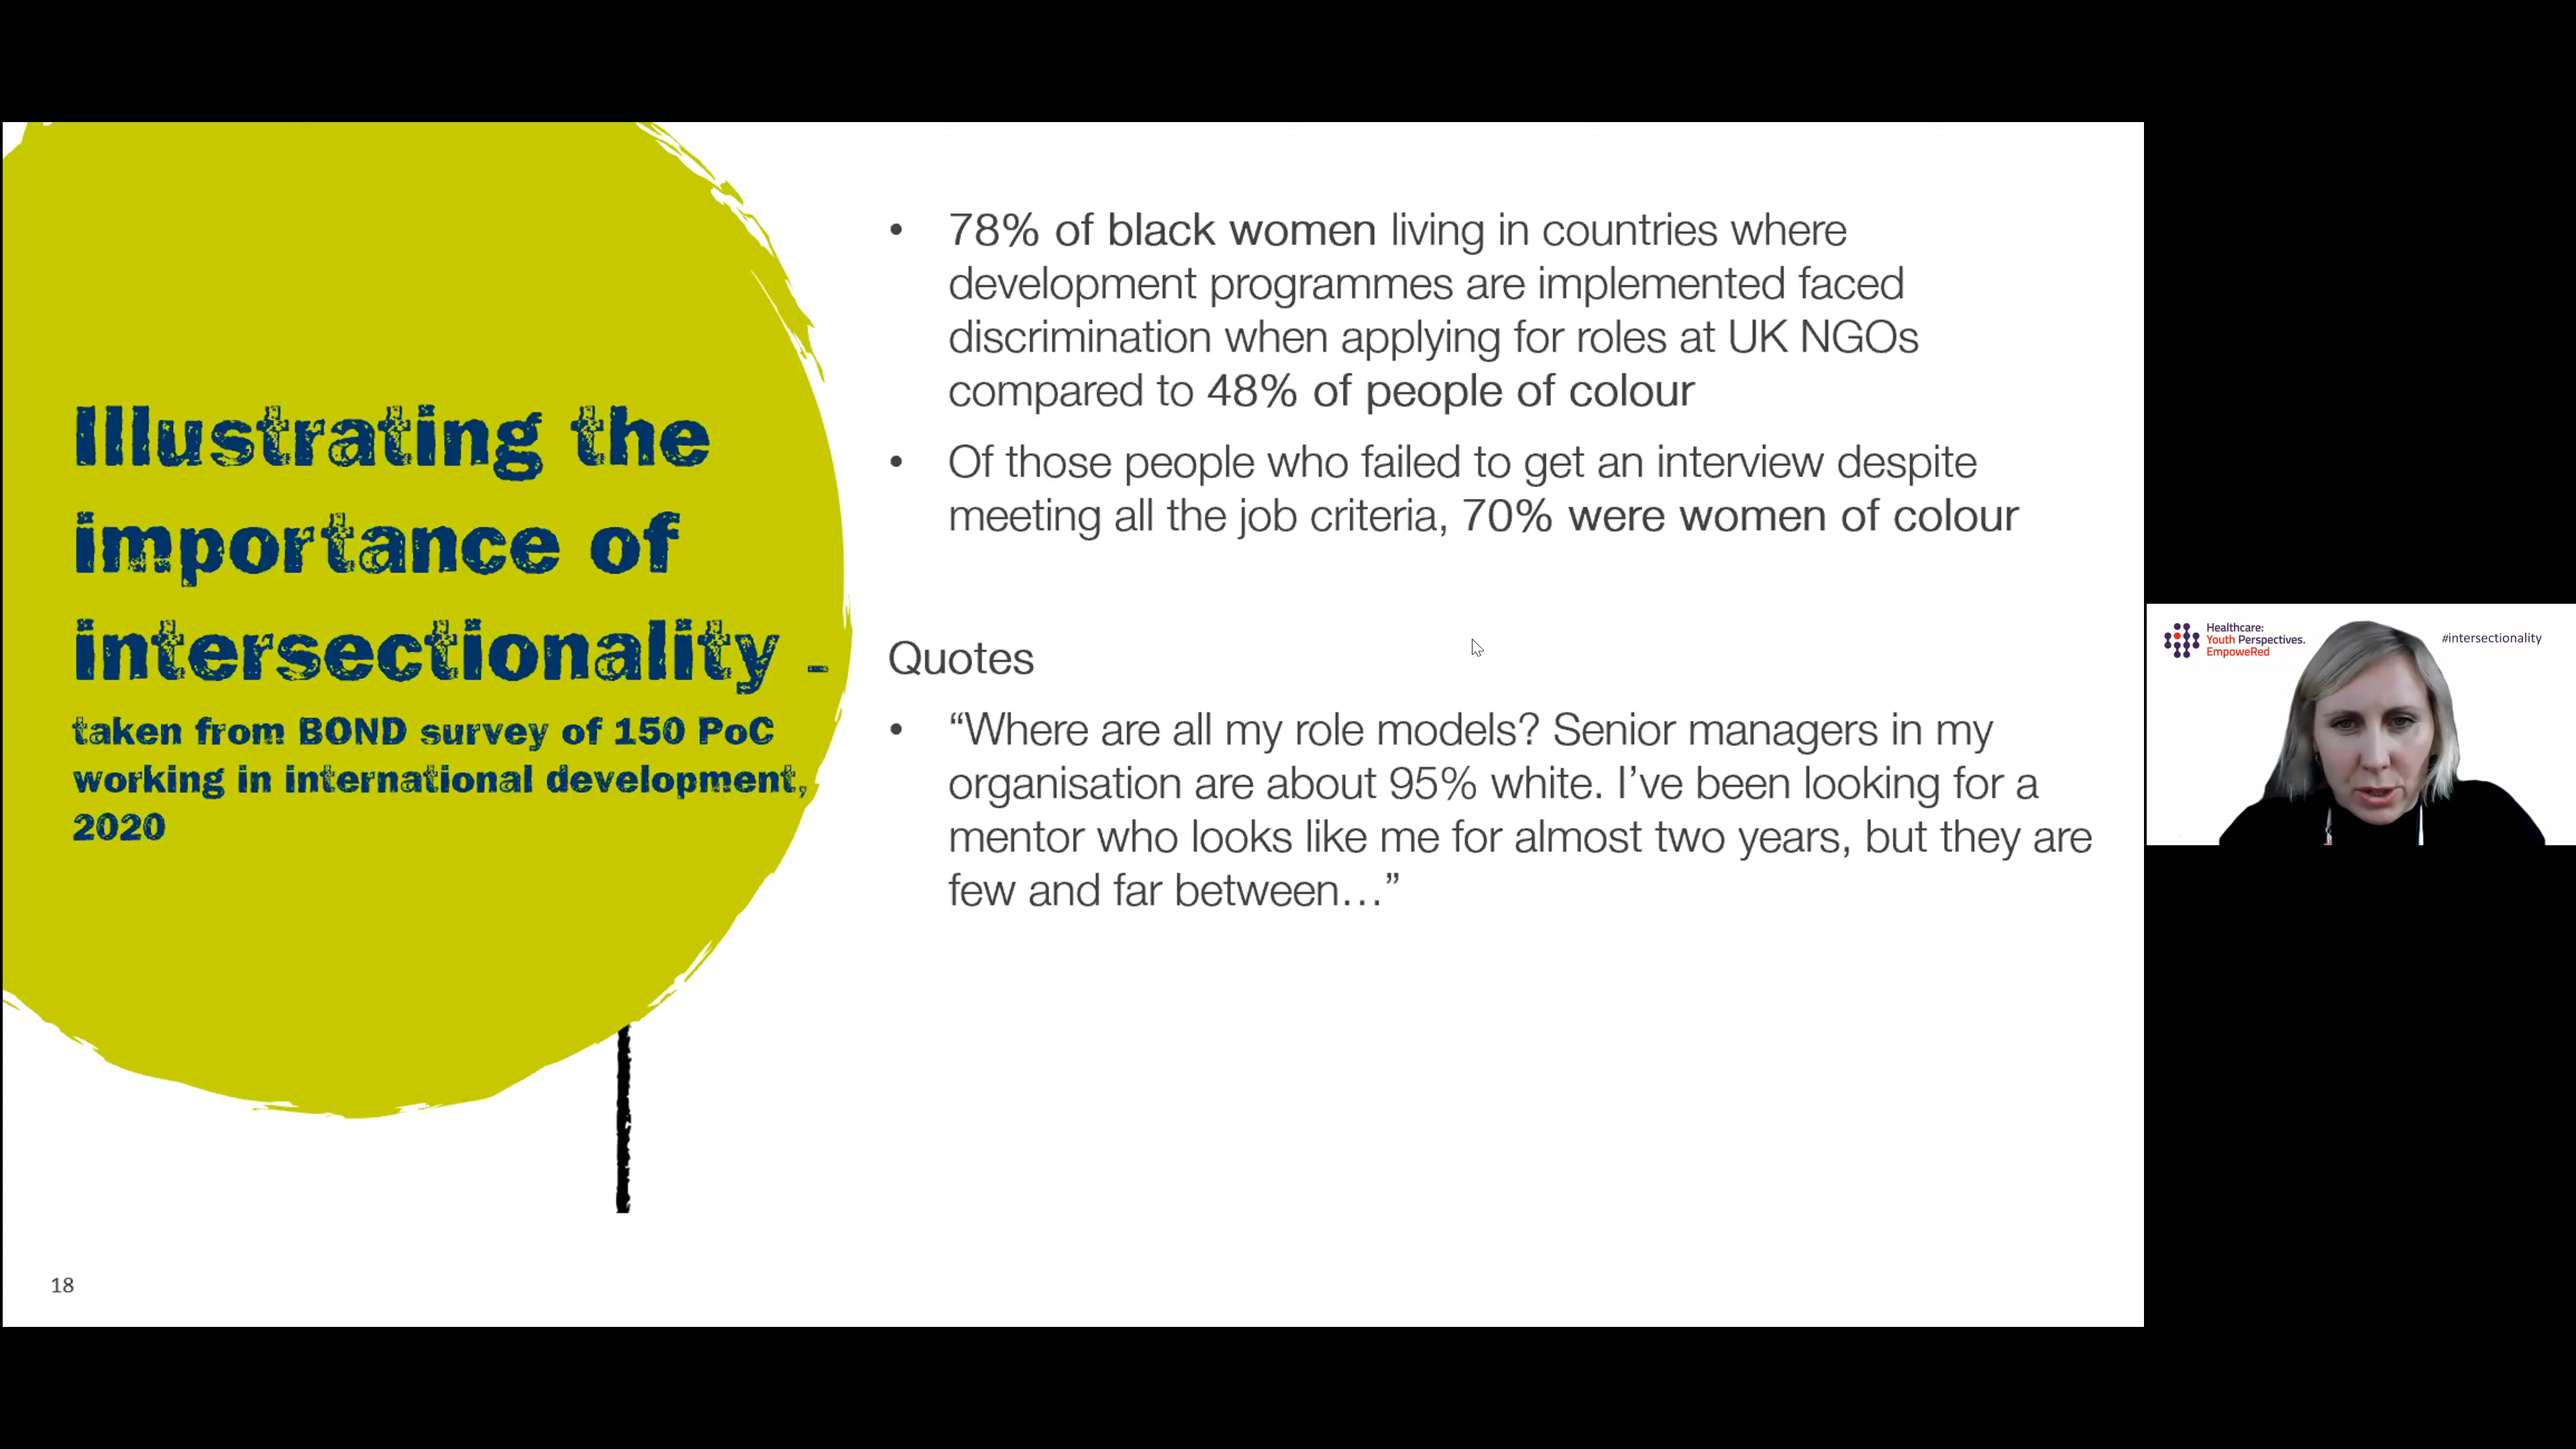 Illustrating the
importance of
intersectionality -
taken from BOND survey of 150 PoC
working in international development,
2020
• 78% of black women living in countries where
development programmes are implemented faced
discrimination when applying for roles at UK NGOs
compared to 48% of people of colour
• Of those people who failed to get an interview despite
meeting all the job criteria, 70% were women of colour
Quotes
• “Where are all my role models? Senior managers in my
organisation are about 95% white. I’ve been looking for a
mentor who looks like me for almost two years, but they are
few and far between…”
18
Healthcare:
Youth Perspectives.
EmpoweRed
#intersectionality